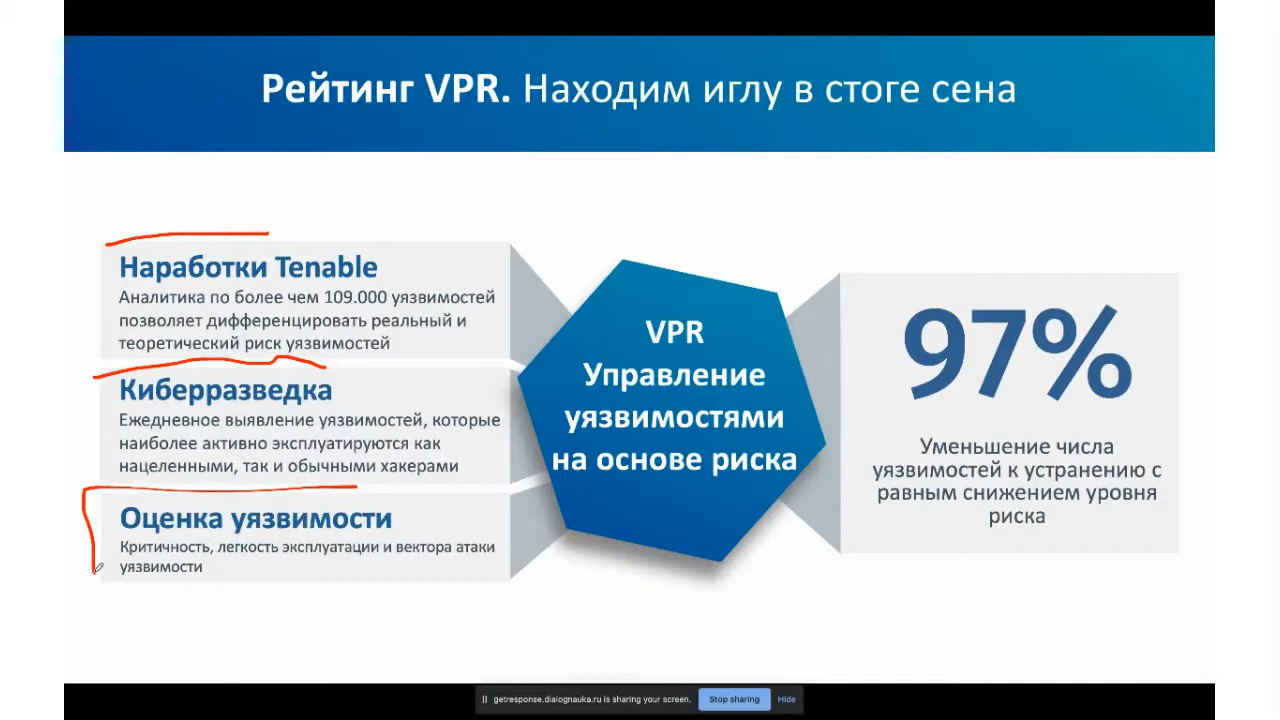 Рейтинг VPR. Находим иглу в стоге сена
Наработки Tenable
Аналитика по более чем 109.000 уязвимостей
позволяет дифференцировать реальный и
теоретический риск уязвимостей
Киберразведка
Ежедневное выявление уязвимостей, которые
наиболее активно эксплуатируются как
нацеленными, так и обычными хакерами
Оценка уязвимости
Критичность, легкость эксплуатации и вектора атаки
уязвимости
VPR
Управление
уязвимостями
на основе риска
97%
Уменьшение числа
уязвимостей к устранению с
равным снижением уровня
риска
getresponse.dialognauka.ru is sharing your screen.
Stop sharing
Hide